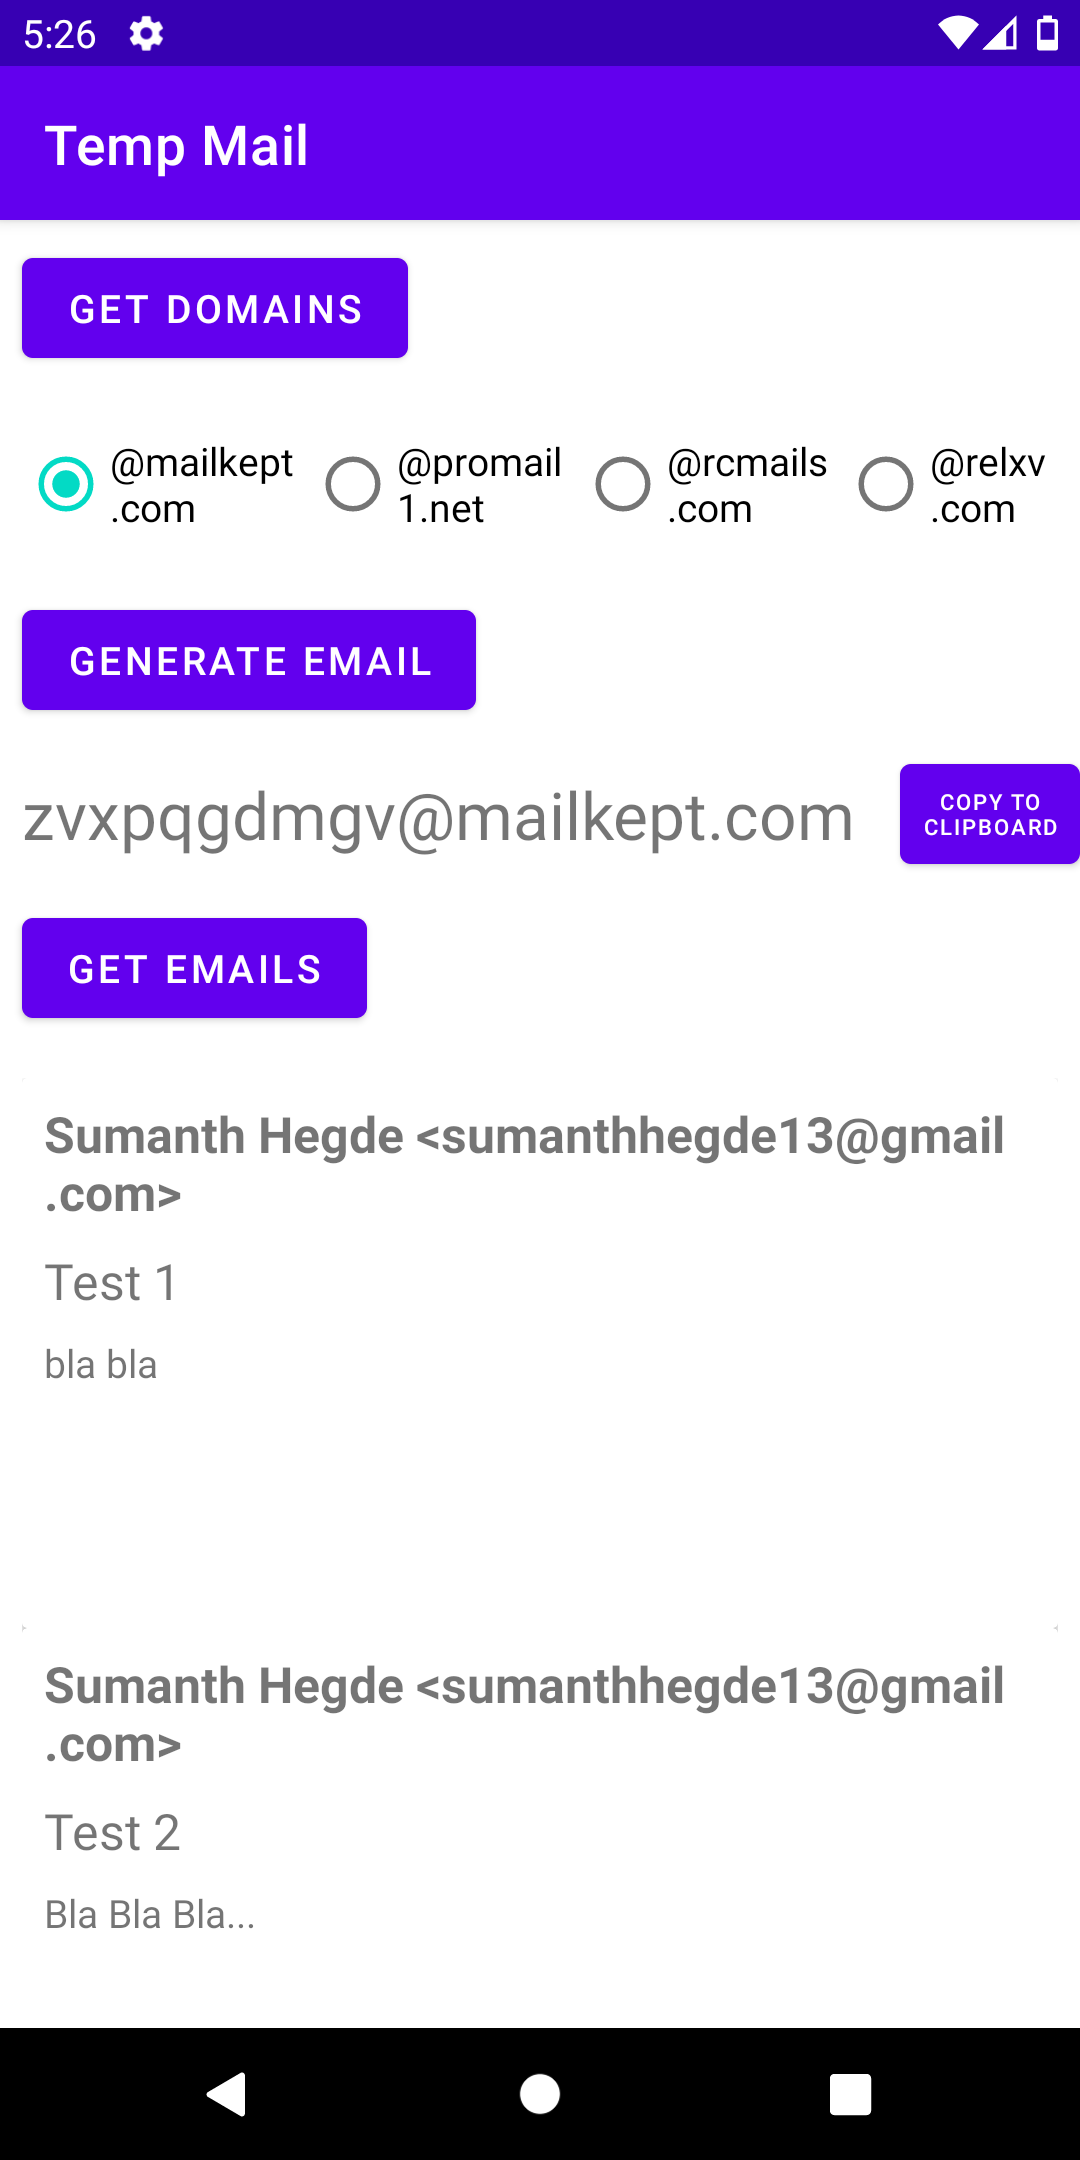 5:26
Temp Mail
GET DOMAINS
@mailkept
.com
@promail
1.net
@rcmails
.com
@relxv
.com
GENERATE EMAIL
zvxpqgdmgv@mailkept.com
COPY TO
CLIPBOARD
GET EMAILS
Sumanth Hegde <sumanthhegde13@gmail
.com>
Test 1
bla bla
Sumanth Hegde <sumanthhegde13@gmail
.com>
Test 2
Bla Bla Bla...